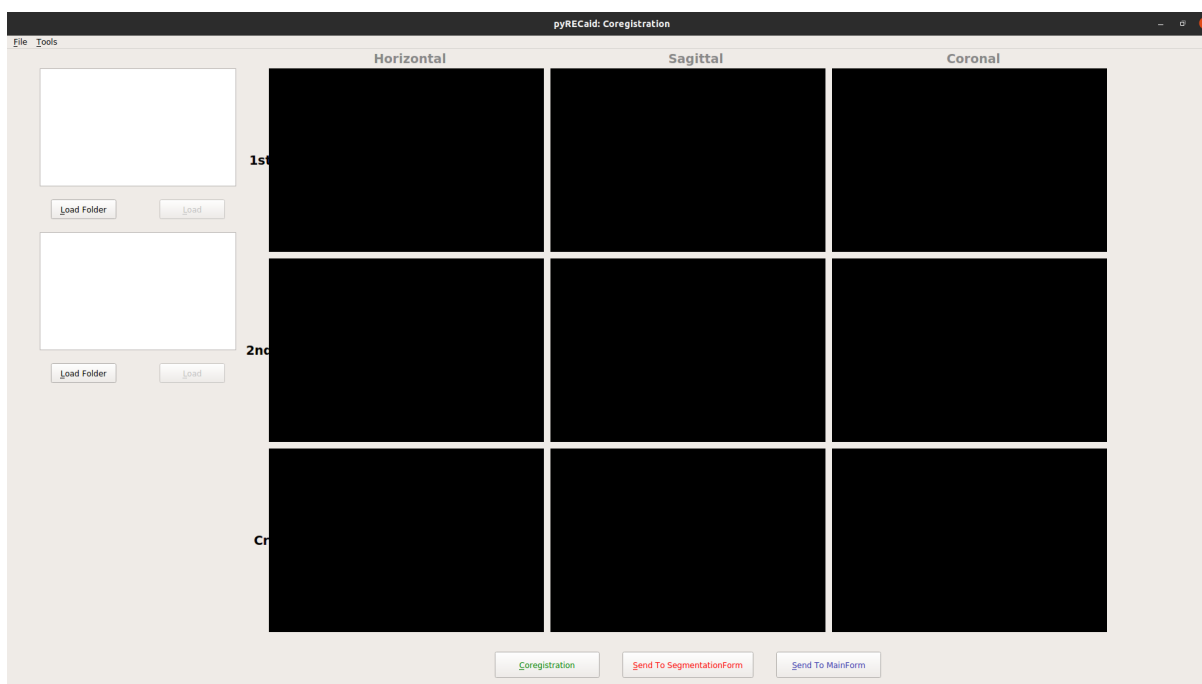 pyRECaid: Coregistration
File Tools
Horizontal Sagittal Coronal
1st
Load Folder Load
2nd
Load Folder Load
Cr
Coregistration Send To SegmentationForm Send To MainForm